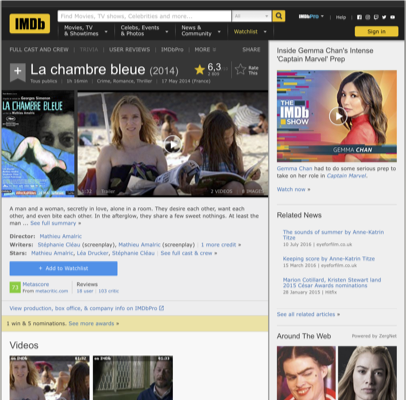 IMDb
Find Movies, TV shows, Celebrities and more...
All
IMDbPro
Help
Movies, TV & Showtimes
Celebs, Events & Photos
News & Community
Watchlist
Sign in
FULL CAST AND CREW | TRIVIA | USER REVIEWS | IMDbPro | MORE
SHARE
La chambre bleue (2014)
6,3
Rate This
Tous publics | 1h 16min | Crime, Romance, Thriller | 17 May 2014 (France)
LA CHAMBRE BLEUE
Trailer
2 VIDEOS
A man and a woman, secretly in love, alone in a room. They desire each other, want each
other, and even bite each other. In the afterglow, they share a few sweet nothings. At least the
man ... See full summary »
Director: Mathieu Amalric
Writers: Stéphanie Cléau (screenplay), Mathieu Amalric (screenplay) | 1 more credit »
Stars: Mathieu Amalric, Léa Drucker, Stéphanie Cléau | See full cast & crew »
+ Add to Watchlist
Metascore
From metacritic.com
Reviews
View production, box office, & company info on IMDbPro
1 win & 5 nominations. See more awards »
Videos
Inside Gemma Chan's Intense
'Captain Marvel' Prep
THE
IMDb
SHOW
GEMMA CHAN
Gemma Chan had to do some serious prep to
take on her role in Captain Marvel.
Watch now »
Related News
The sounds of summer by Anne-Katrin
Titze
10 July 2016 | eyeforfilm.co.uk
Keeping score by Anne-Katrin Titze
15 March 2016 | eyeforfilm.co.uk
Marion Cotillard, Kristen Stewart land
2015 César Awards nominations
28 January 2015 | Hitfix
See all related articles »
Around The Web
Powered by ZergNet